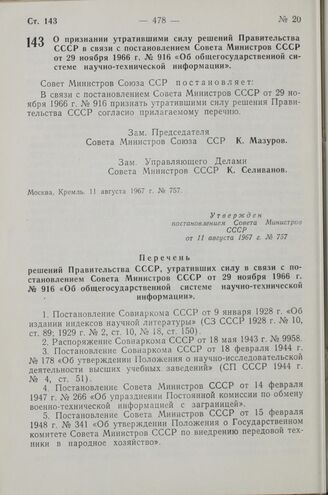 Ст. 143 — 478 — № 20
143 О признании утратившими силу решений Правительства
СССР в связи с постановлением Совета Министров СССР
от 29 ноября 1966 г. № 916 «Об общегосударственной си-
стеме научно-технической информации».
Совет Министров Союза ССР постановляет:
В связи с постановлением Совета Министров СССР от 29 но-
ября 1966 г. № 916 признать утратившими силу решения Прави-
тельства СССР согласно прилагаемому перечню.
Зам. Председателя
Совета Министров Союза ССР К. Мазуров.
Зам. Управляющего Делами
Совета Министров СССР К. Селиванов.
Москва, Кремль. 11 августа 1967 г. № 757.
Утвержден
постановлением Совета Министров
СССР
от 11 августа 1967 г. № 757
Перечень
решений Правительства СССР, утративших силу в связи с по-
становлением Совета Министров СССР от 29 ноября 1966 г.
№ 916 «Об общегосударственной системе научно-технической
информации».
1. Постановление Совнаркома СССР от 9 января 1928 г. «Об
издании индексов научной литературы» (СЗ СССР 1928 г. № 10,
ст. 89; 1929 г. № 2, ст. 10, № 18, ст. 150).
2. Распоряжение Совнаркома СССР от 18 мая 1943 г. № 9958.
3. Постановление Совнаркома СССР от 18 февраля 1944 г.
№ 178 «Об утверждении Положения о научно-исследовательской
деятельности высших учебных заведений» (СП СССР 1944 г.
№ 4, ст. 51).
4. Постановление Совета Министров СССР от 14 февраля
1947 г. № 266 «Об упразднении Постоянной комиссии по обмену
военно-технической информацией с заграницей».
5. Постановление Совета Министров СССР от 15 февраля
1948 г. № 341 «Об утверждении Положения о Государственном
комитете Совета Министров СССР по внедрению передовой тех-
ники в народное хозяйство».